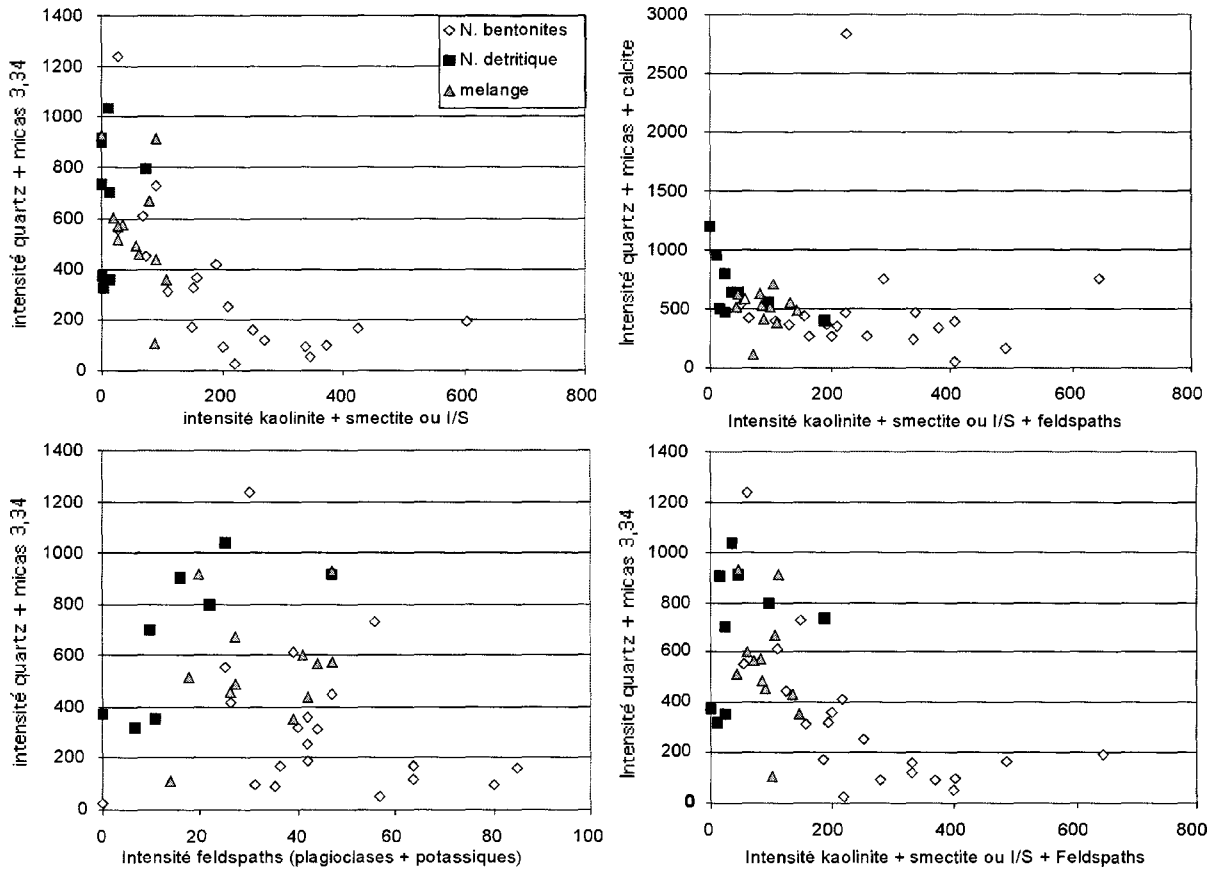 intensité quartz + micas 3,34
1400
1200
1000
800
600
400
200
0
N. bentonites
N. detritique
melange
0 200 400 600 800
intensité kaolinite + smectite ou I/S
Intensité quartz + micas + calcite
3000
2500
2000
1500
1000
500
0
0 200 400 600 800
Intensité kaolinite + smectite ou I/S + feldspaths
intensité quartz + micas 3,34
1400
1200
1000
800
600
400
200
0
0 20 40 60 80 100
Intensité feldspaths (plagioclases + potassiques)
Intensité quartz + micas 3,34
1400
1200
1000
800
600
400
200
0
0 200 400 600 800
Intensité kaolinite + smectite ou I/S + Feldspaths